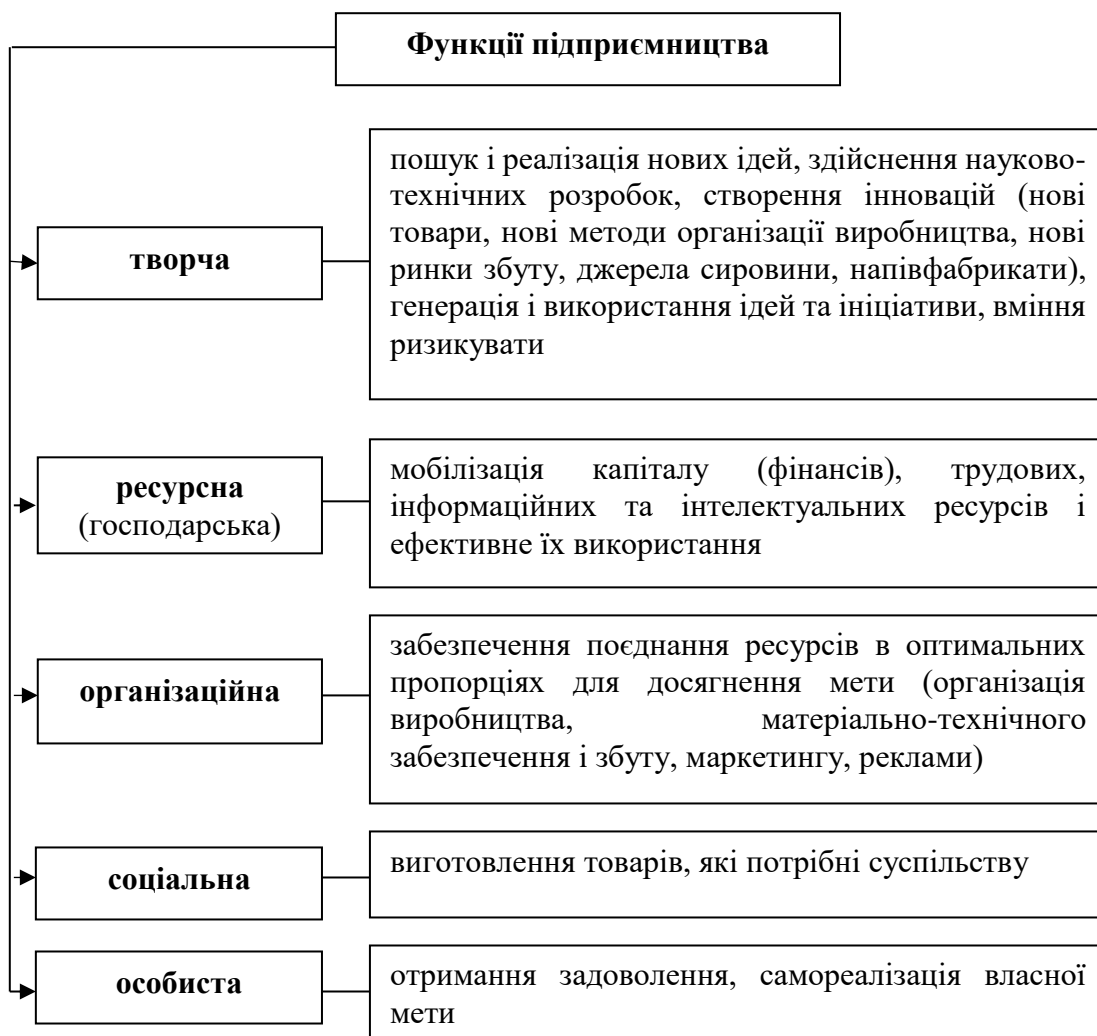 Функції підприємництва
творча
пошук і реалізація нових ідей, здійснення науково-
технічних розробок, створення інновацій (нові
товари, нові методи організації виробництва, нові
ринки збуту, джерела сировини, напівфабрикати),
генерація і використання ідей та ініціативи, вміння
ризикувати
ресурсна
(господарська)
мобілізація капіталу (фінансів), трудових,
інформаційних та інтелектуальних ресурсів і
ефективне їх використання
організаційна
забезпечення поєднання ресурсів в оптимальних
пропорціях для досягнення мети (організація
виробництва, матеріально-технічного
забезпечення і збуту, маркетингу, реклами)
соціальна
виготовлення товарів, які потрібні суспільству
особиста
отримання задоволення, самореалізація власної
мети